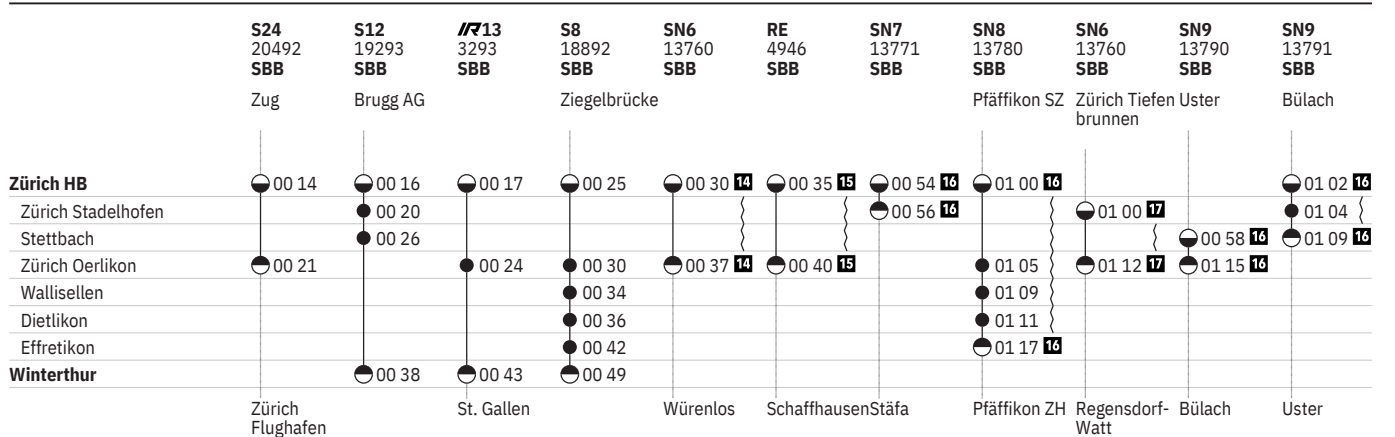 S24 S12 IR13 S8 SN6 RE SN7 SN8 SN6 SN9 SN9
20492 19293 3293 18892 13760 4946 13771 13780 13760 13790 13791
SBB SBB SBB SBB SBB SBB SBB SBB SBB SBB SBB
Zug Brugg AG Ziegelbrücke Pfäffikon SZ Zürich Tiefen Uster Bülach
brunnen
Zürich HB 00 14 00 16 00 17 00 25 00 30 14 00 35 15 00 54 16 01 00 16 01 02 16
Zürich Stadelhofen 00 20 00 56 16 01 00 17 01 04
Stettbach 00 26 00 58 16 01 09 16
Zürich Oerlikon 00 21 00 24 00 30 00 37 14 00 40 15 01 05 01 12 17 01 15 16
Wallisellen 00 34 01 09
Dietlikon 00 36 01 11
Effretikon 00 42 01 17 16
Winterthur 00 38 00 43 00 49
Zürich St. Gallen Würenlos Schaffhausen Stäfa Pfäffikon ZH Regensdorf- Bülach Uster
Flughafen Watt